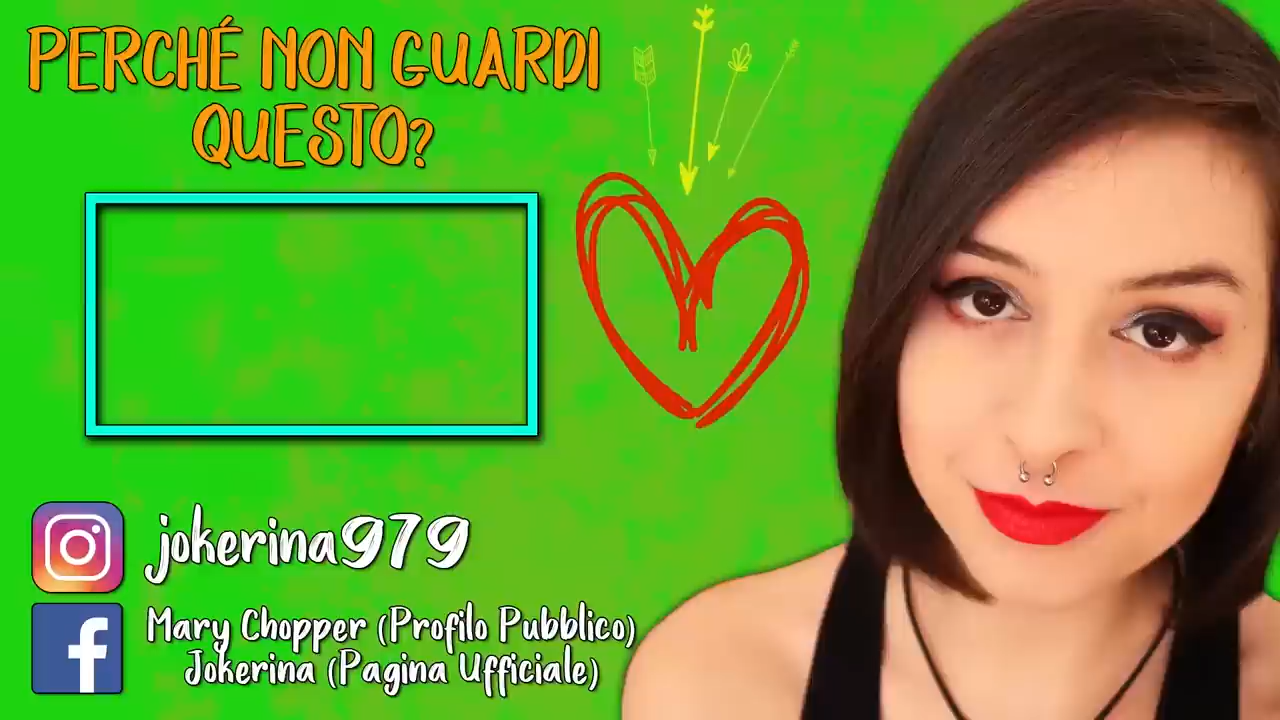 PERCHÉ NON GUARDI
QUESTO?
jokerina979
Mary Chopper (Profilo Pubblico)
Jokerina (Pagina Ufficiale)